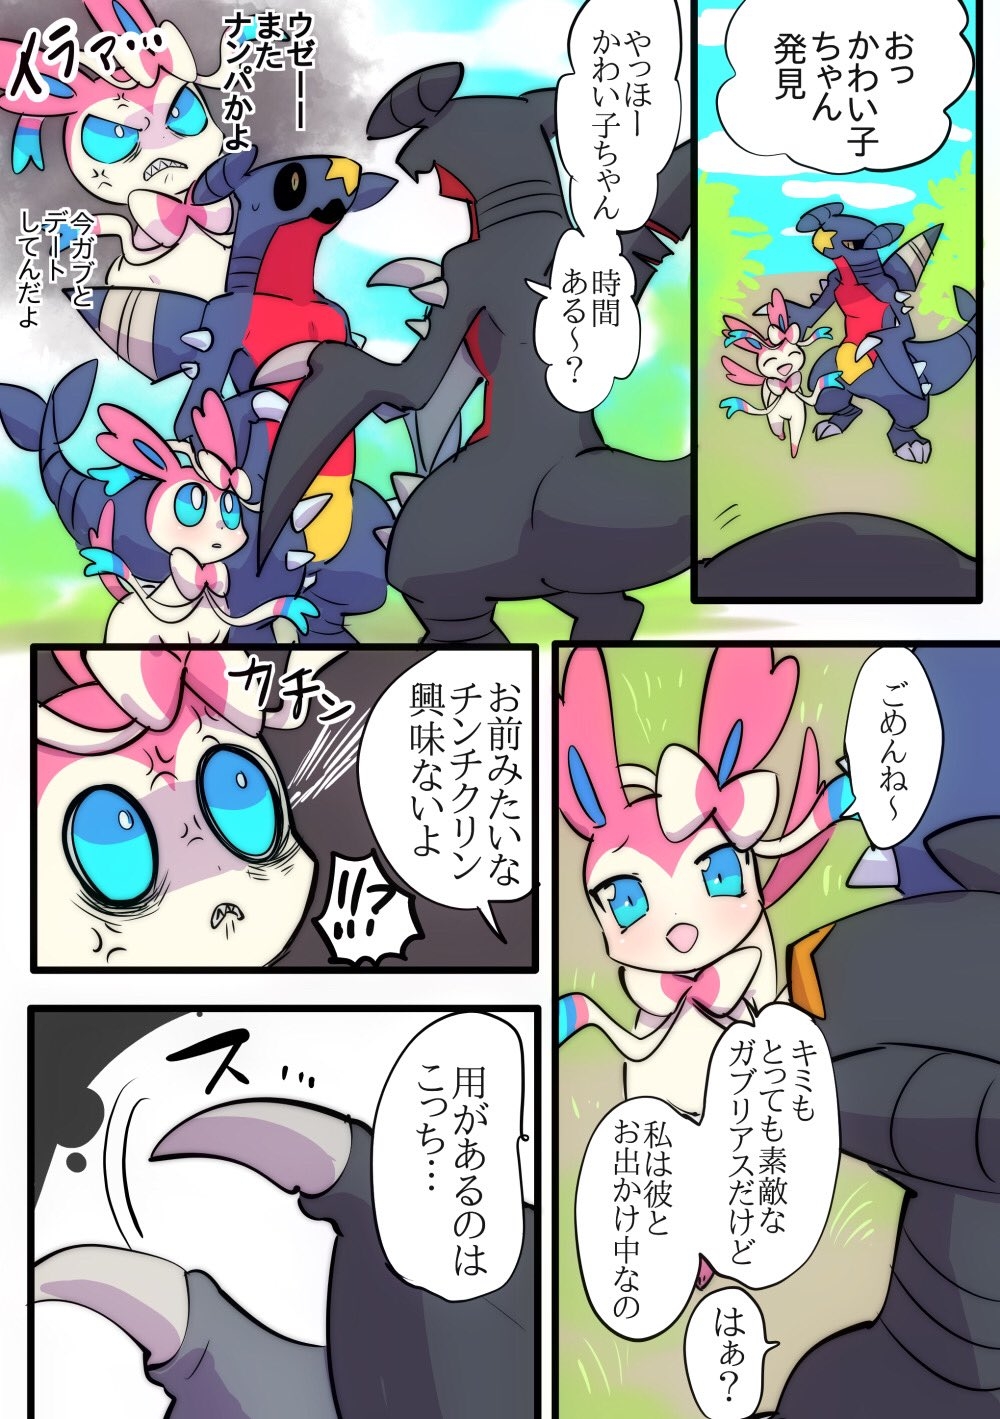 おっ
かわい子
ちゃん
発見
やっほー
かわい子ちゃん
時間
ある～？
ウゼーー
また
ナンパかよ
メラァ…
今ガブと
デート
してんだよ
ごめんね～
キミも
とっても素敵な
ガブリアスだけど
私は彼と
お出かけ中なの
はぁ？
お前みたいな
チンチクリン
興味ないよ
カチン
!!?
用があるのは
こっち…
ス…